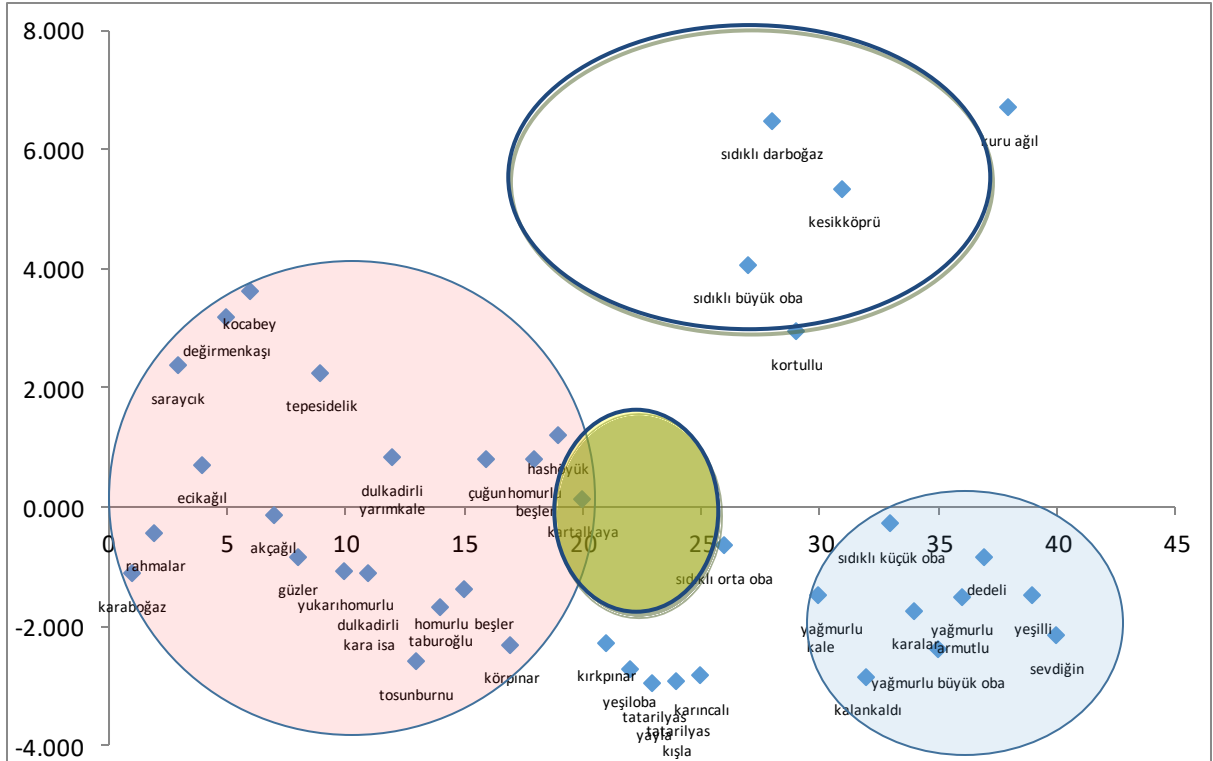 8.000
6.000
kuru ağıl
sıdıklı darboğaz
kesikköprü
4.000
sıdıklı büyük oba
kocabey
değirmenkaşı
kortullu
2.000
saraycık
tepesidelik
hashöyük
ecikağıl
dulkadirli
yarımkale
çuğun
homurlu
beşler
0.000
kartalkaya
0
5
10
15
20
25
30
35
40
45
akçağıl
rahmalar
sıdıklı küçük oba
sıdıklı orta oba
güzler
dedeli
karaboğaz
yukarıhomurlu
dulkadirli
kara isa
-2.000
homurlu beşler
taburoğlu
yağmurlu
kale
karalar
yağmurlu
armutlu
yeşilli
sevdiğin
körpınar
kırkpınar
yağmurlu büyük oba
tosunburnu
yeşiloba
karıncalı
kalankaldı
tatarilyas
yayla
tatarilyas
kışla
-4.000